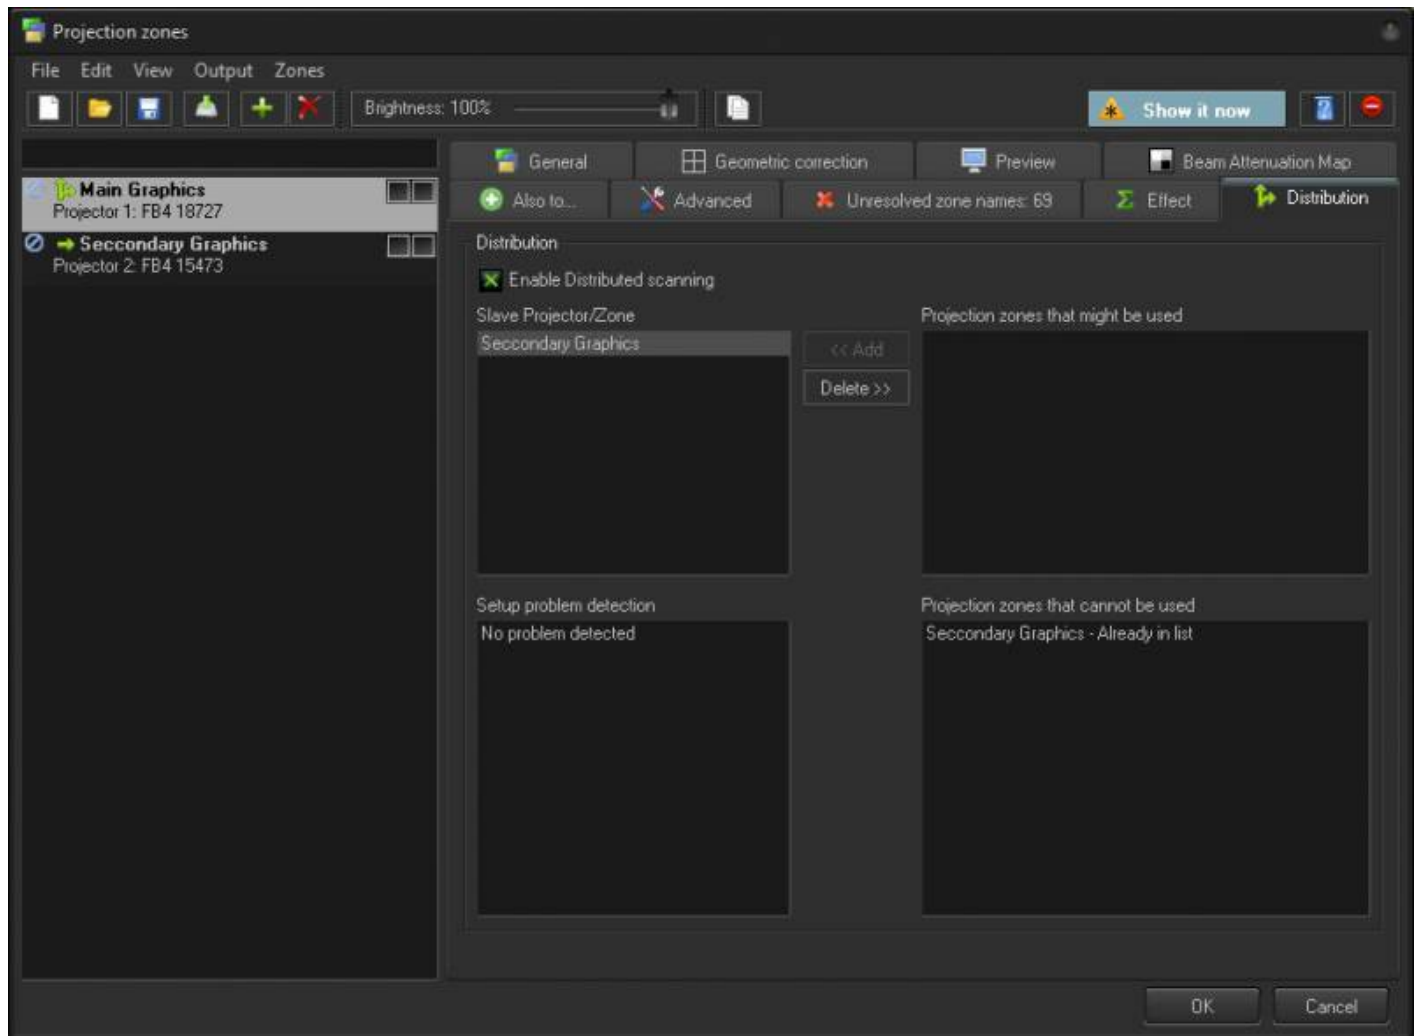 Projection zones
File Edit View Output Zones
Brightness: 100%
Show it now
General Geometric correction Preview Beam Attenuation Map
Also to... Advanced Unresolved zone names: 69 Effect Distribution
Main Graphics
Projector 1: FB4 18727
Seccondary Graphics
Projector 2: FB4 15473
Distribution
Enable Distributed scanning
Slave Projector/Zone
Projection zones that might be used
Seccondary Graphics
<< Add
Delete >>
Setup problem detection
Projection zones that cannot be used
No problem detected
Seccondary Graphics - Already in list
OK Cancel